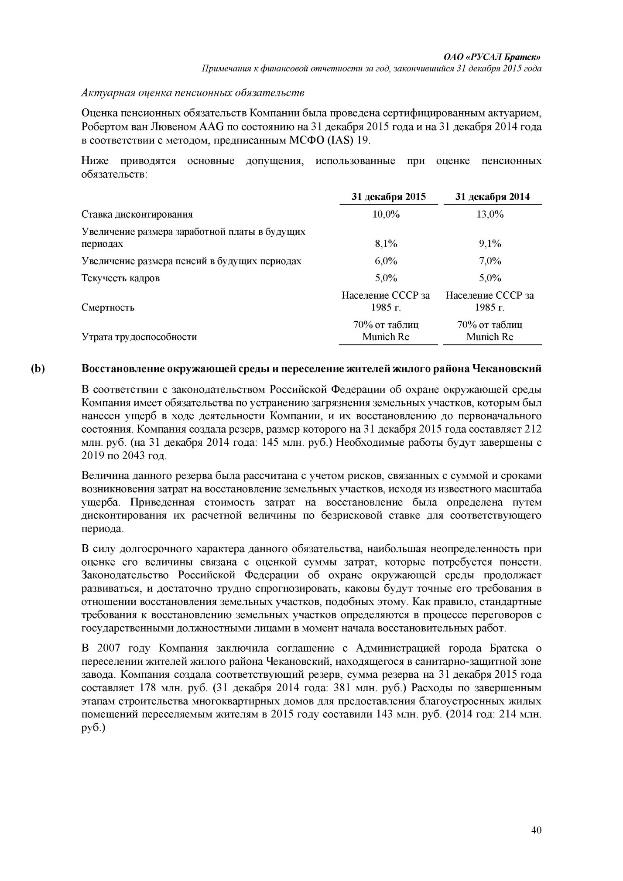 ОАО «РУСАЛ Братск»
Примечания к финансовой отчетности за год, закончившийся 31 декабря 2015 года
Актуарная оценка пенсионных обязательств
Оценка пенсионных обязательств Компании была проведена сертифицированным актуарием,
Робертом ван Лювеном AAG по состоянию на 31 декабря 2015 года и на 31 декабря 2014 года
в соответствии с методом, предписанным МСФО (IAS) 19.
Ниже приводятся основные допущения, использованные при оценке пенсионных
обязательств:
31 декабря 2015 31 декабря 2014
Ставка дисконтирования 10,0% 13,0%
Увеличение размера заработной платы в будущих
периодах 8,1% 9,1%
Увеличение размера пенсий в будущих периодах 6,0% 7,0%
Текучесть кадров 5,0% 5,0%
Население СССР за Население СССР за
Смертность 1985 г. 1985 г.
70% от таблиц 70% от таблиц
Утрата трудоспособности Munich Re Munich Re
(b) Восстановление окружающей среды и переселение жителей жилого района Чекановский
В соответствии с законодательством Российской Федерации об охране окружающей среды
Компания имеет обязательства по устранению загрязнения земельных участков, которым был
нанесен ущерб в ходе деятельности Компании, и их восстановлению до первоначального
состояния. Компания создала резерв, размер которого на 31 декабря 2015 года составляет 212
млн. руб. (на 31 декабря 2014 года: 145 млн. руб.) Необходимые работы будут завершены с
2019 по 2043 год.
Величина данного резерва была рассчитана с учетом рисков, связанных с суммой и сроками
возникновения затрат на восстановление земельных участков, исходя из известного масштаба
ущерба. Приведенная стоимость затрат на восстановление была определена путем
дисконтирования их расчетной величины по безрисковой ставке для соответствующего
периода.
В силу долгосрочного характера данного обязательства, наибольшая неопределенность при
оценке его величины связана с оценкой суммы затрат, которые потребуется понести.
Законодательство Российской Федерации об охране окружающей среды продолжает
развиваться, и достаточно трудно спрогнозировать, каковы будут точные его требования в
отношении восстановления земельных участков, подобных этому. Как правило, стандартные
требования к восстановлению земельных участков определяются в процессе переговоров с
государственными должностными лицами в момент начала восстановительных работ.
В 2007 году Компания заключила соглашение с Администрацией города Братска о
переселении жителей жилого района Чекановский, находящегося в санитарно-защитной зоне
завода. Компания создала соответствующий резерв, сумма резерва на 31 декабря 2015 года
составляет 178 млн. руб. (31 декабря 2014 года: 381 млн. руб.) Расходы по завершенным
этапам строительства многоквартирных домов для предоставления благоустроенных жилых
помещений переселяемым жителям в 2015 году составили 143 млн. руб. (2014 год: 214 млн.
руб.)
40